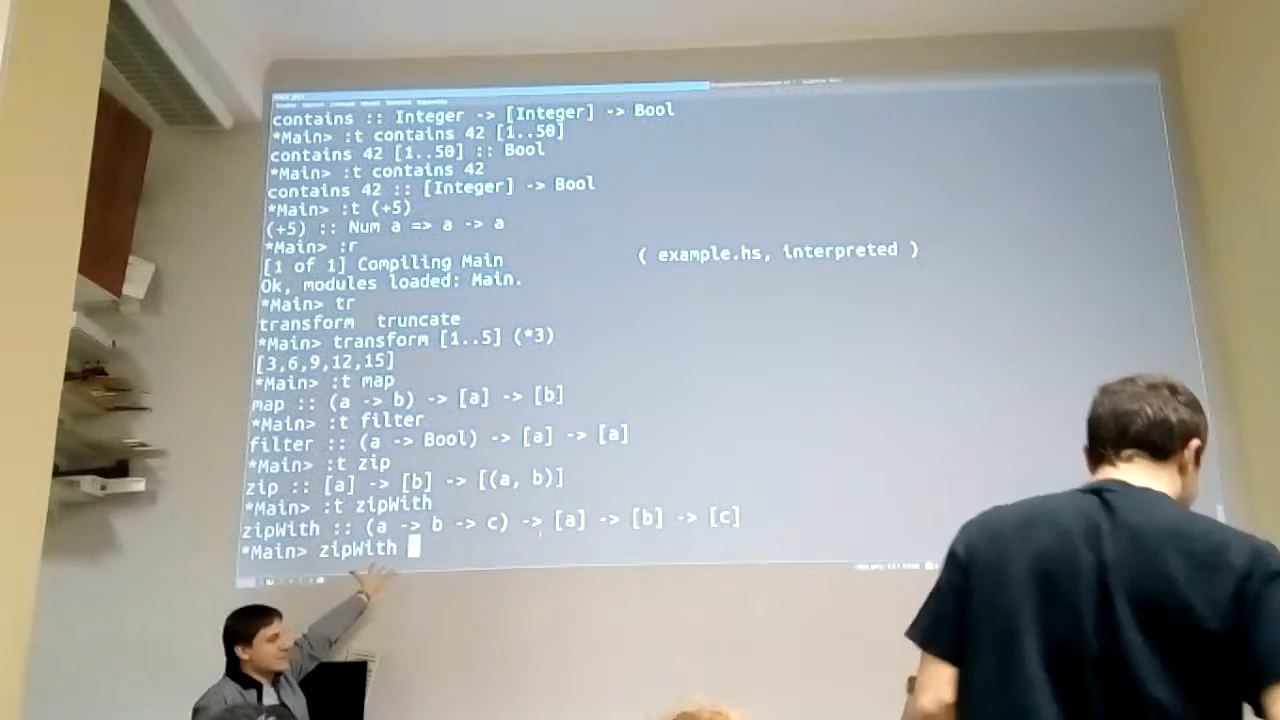 contains :: Integer -> [Integer] -> Bool
*Main> :t contains 42 [1..50]
contains 42 [1..50] :: Bool
*Main> :t contains 42
contains 42 :: [Integer] -> Bool
*Main> :t (+5)
(+5) :: Num a => a -> a
*Main> :r
[1 of 1] Compiling Main ( example.hs, interpreted )
Ok, modules loaded: Main.
*Main> tr
transform truncate
*Main> transform [1..5] (*3)
[3,6,9,12,15]
*Main> :t map
map :: (a -> b) -> [a] -> [b]
*Main> :t filter
filter :: (a -> Bool) -> [a] -> [a]
*Main> :t zip
zip :: [a] -> [b] -> [(a, b)]
*Main> :t zipWith
zipWith :: (a -> b -> c) -> [a] -> [b] -> [c]
*Main> zipWith